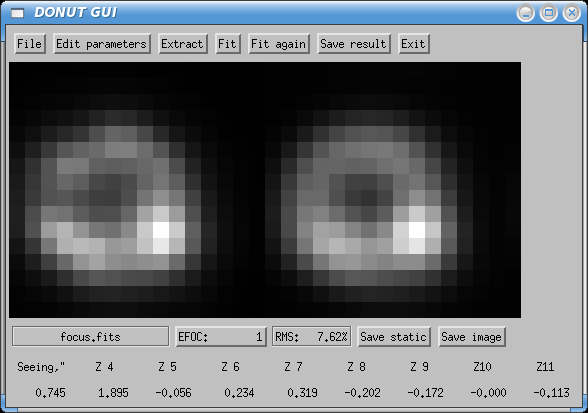 DONUT GUI
File Edit parameters Extract Fit Fit again Save result Exit
focus.fits EFOC: 1 RMS: 7.62% Save static Save image
Seeing," Z 4 Z 5 Z 6 Z 7 Z 8 Z 9 Z10 Z11
0.745 1.895 -0.056 0.234 0.319 -0.202 -0.172 -0.000 -0.113